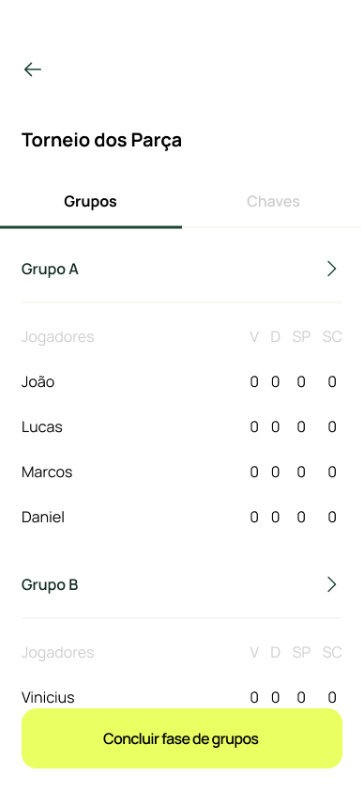 Torneio dos Parça
Grupos Chaves
Grupo A
Jogadores V D SP SC
João 0 0 0 0
Lucas 0 0 0 0
Marcos 0 0 0 0
Daniel 0 0 0 0
Grupo B
Jogadores V D SP SC
Vinicius 0 0 0 0
Concluir fase de grupos